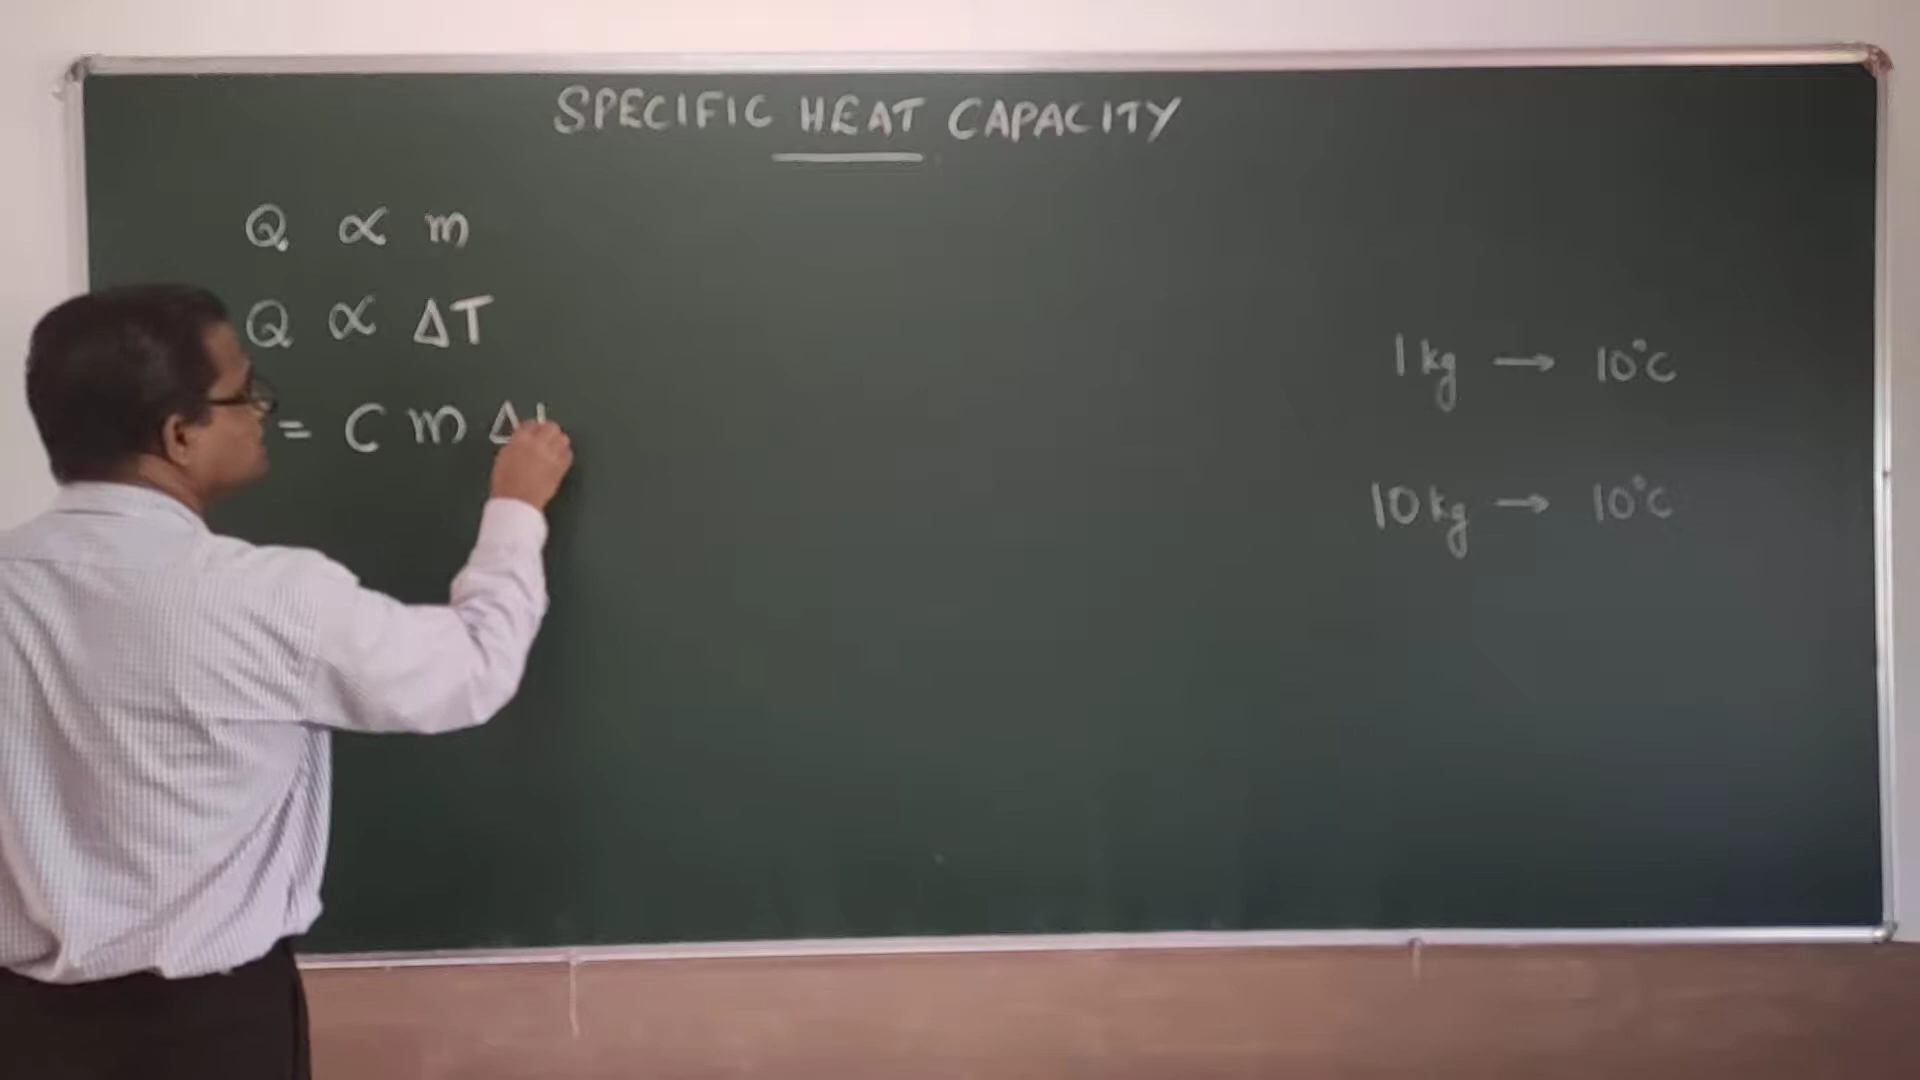 SPECIFIC HEAT CAPACITY
Q ∝ m
Q ∝ ΔT
= C m Δ
1 kg → 10°C
10 kg → 10°C